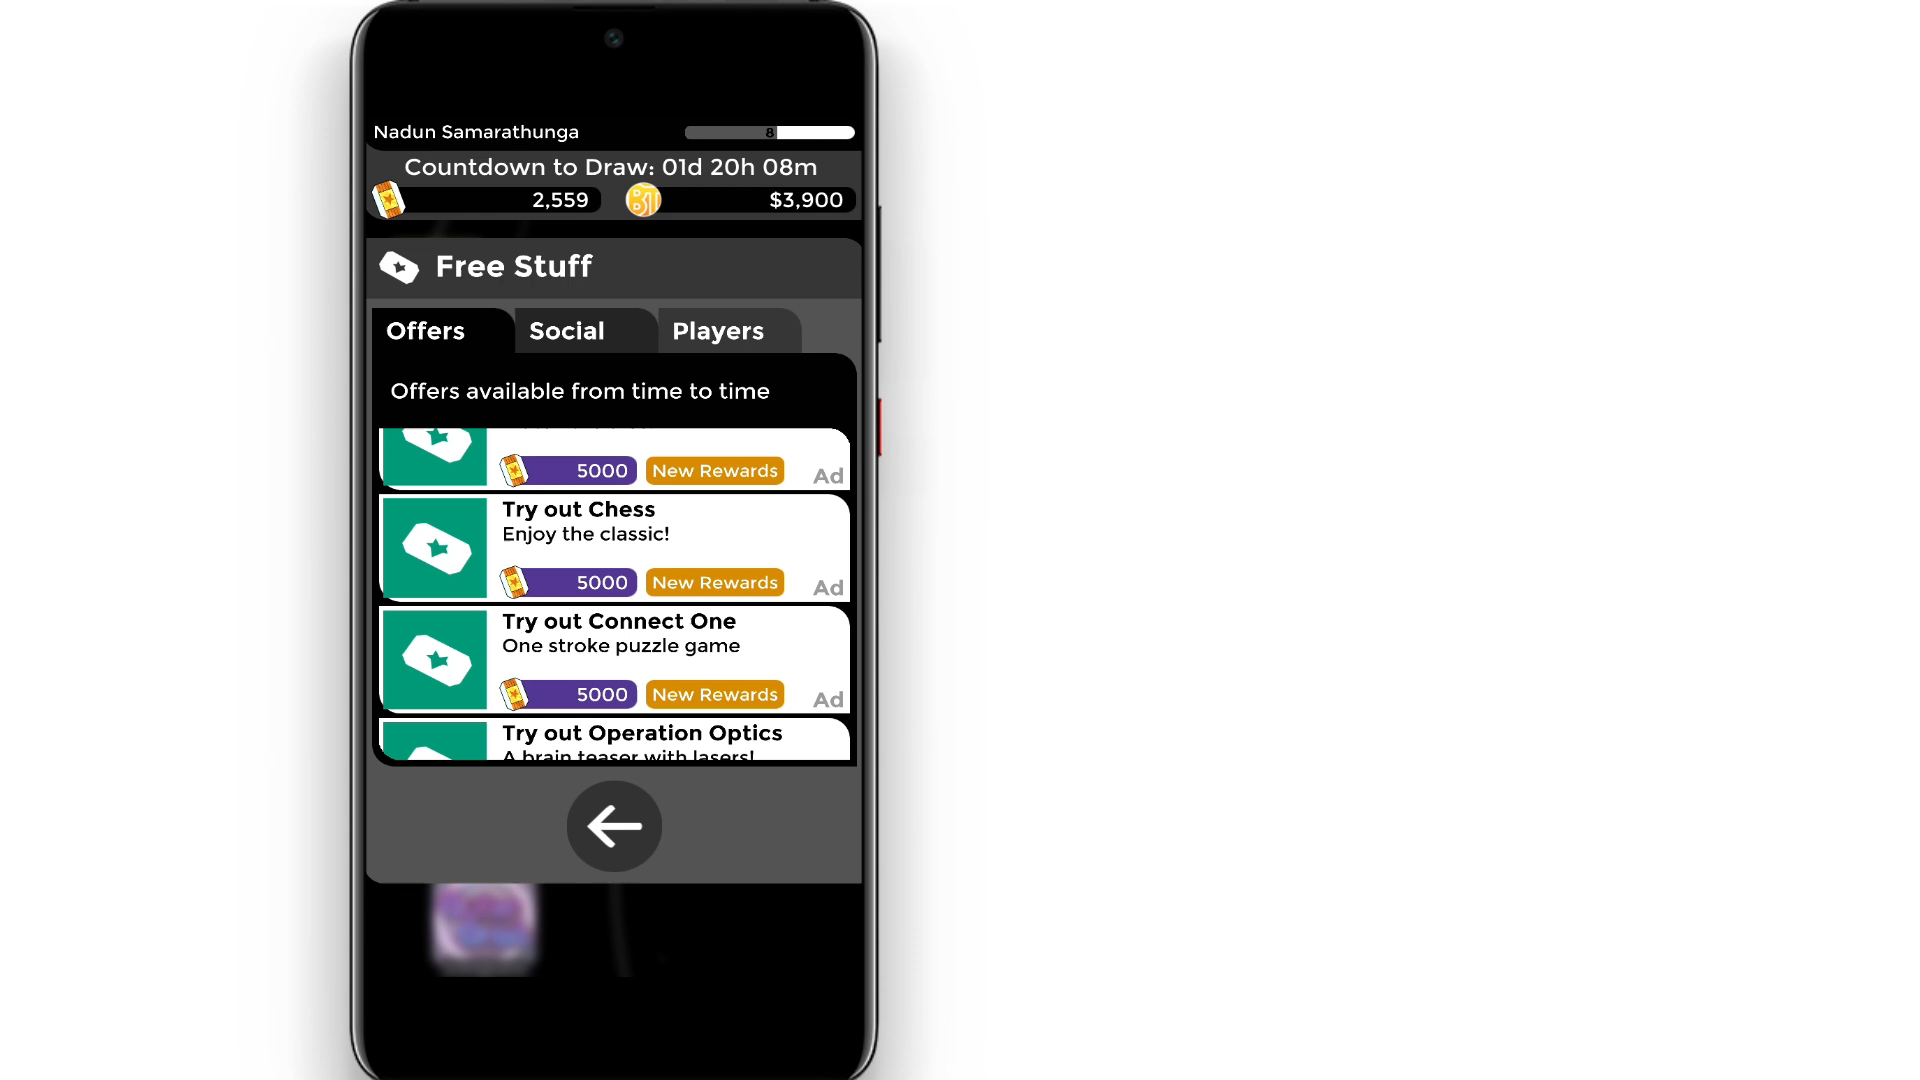 Nadun Samarathunga
8
Countdown to Draw: 01d 20h 08m
2,559
$3,900
Free Stuff
Offers
Social
Players
Offers available from time to time
5000
New Rewards
Ad
Try out Chess
Enjoy the classic!
5000
New Rewards
Ad
Try out Connect One
One stroke puzzle game
5000
New Rewards
Ad
Try out Operation Optics
A brain teaser with lasers!